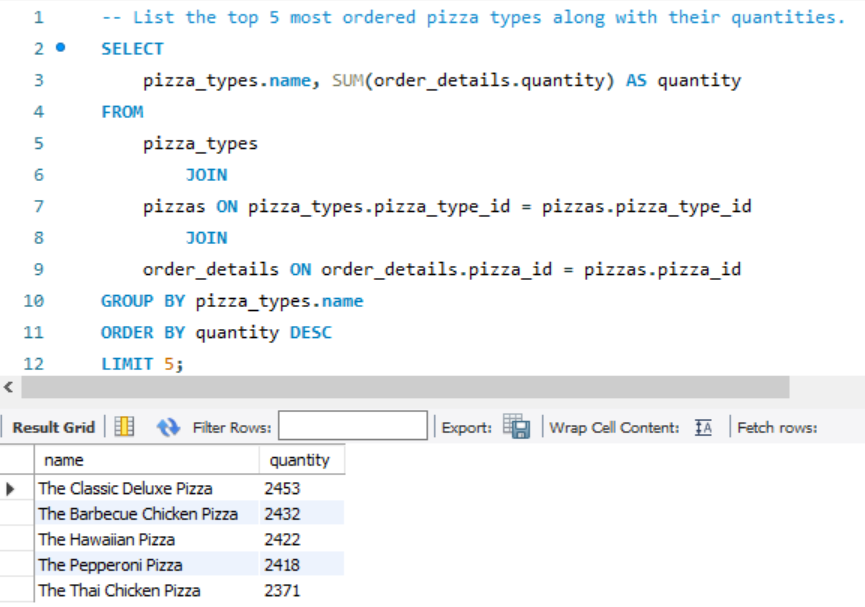 1 -- List the top 5 most ordered pizza types along with their quantities.
2 SELECT
3 pizza_types.name, SUM(order_details.quantity) AS quantity
4 FROM
5 pizza_types
6 JOIN
7 pizzas ON pizza_types.pizza_type_id = pizzas.pizza_type_id
8 JOIN
9 order_details ON order_details.pizza_id = pizzas.pizza_id
10 GROUP BY pizza_types.name
11 ORDER BY quantity DESC
12 LIMIT 5;
Result Grid Filter Rows: Export: Wrap Cell Content: Fetch rows:
name quantity
The Classic Deluxe Pizza 2453
The Barbecue Chicken Pizza 2432
The Hawaiian Pizza 2422
The Pepperoni Pizza 2418
The Thai Chicken Pizza 2371